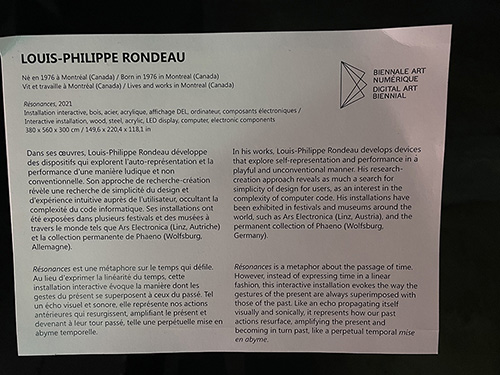 LOUIS-PHILIPPE RONDEAU
Né en 1976 à Montréal (Canada) / Born in 1976 in Montreal (Canada)
Vit et travaille à Montréal (Canada) / Lives and works in Montreal (Canada)
Résonances, 2021
Installation interactive, bois, acier, acrylique, affichage DEL, ordinateur, composants électroniques /
Interactive installation, wood, steel, acrylic, LED display, computer, electronic components
380 x 560 x 300 cm / 149,6 x 220,4 x 118,1 in
BIENNALE ART
NUMÉRIQUE
DIGITAL ART
BIENNIAL
Dans ses œuvres, Louis-Philippe Rondeau développe
des dispositifs qui explorent l'auto-représentation et la
performance d'une manière ludique et non
conventionnelle. Son approche de recherche-création
révèle une recherche de simplicité du design et
d'expérience intuitive auprès de l'utilisateur, occultant la
complexité du code informatique. Ses installations ont
été exposées dans plusieurs festivals et des musées à
travers le monde tels que Ars Electronica (Linz, Autriche)
et la collection permanente de Phaeno (Wolfsburg,
Allemagne).
Résonances est une métaphore sur le temps qui défile.
Au lieu d'exprimer la linéarité du temps, cette
installation interactive évoque la manière dont les
gestes du présent se superposent à ceux du passé. Tel
un écho visuel et sonore, elle représente nos actions
antérieures qui resurgissent, amplifiant le présent et
devenant à leur tour passé, telle une perpétuelle mise en
abyme temporelle.
In his works, Louis-Philippe Rondeau develops devices
that explore self-representation and performance in a
playful and unconventional manner. His research-
creation approach reveals as much a search for
simplicity of design for users, as an interest in the
complexity of computer code. His installations have
been exhibited in festivals and museums around the
world, such as Ars Electronica (Linz, Austria), and the
permanent collection of Phaeno (Wolfsburg,
Germany).
Résonances is a metaphor about the passage of time.
However, instead of expressing time in a linear
fashion, this interactive installation evokes the way the
gestures of the present are always superimposed with
those of the past. Like an echo propagating itself
visually and sonically, it represents how our past
actions resurface, amplifying the present and
becoming in turn past, like a perpetual temporal mise
en abyme.